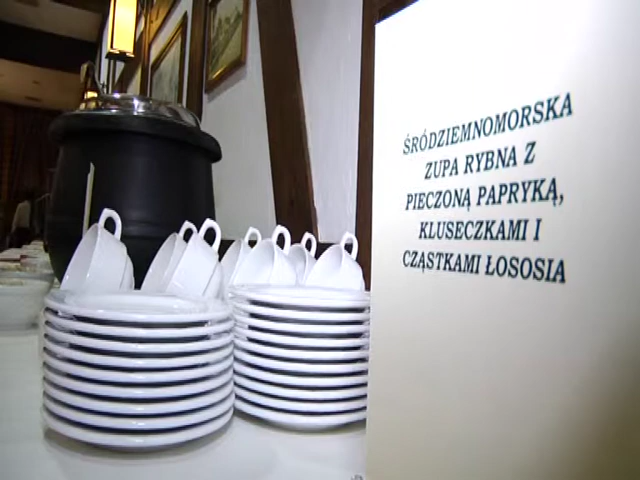 ŚRÓDZIEMNOMORSKA
ZUPA RYBNA Z
PIECZONĄ PAPRYKĄ,
KLUSECZKAMI I
CZĄSTKAMI ŁOSOSIA